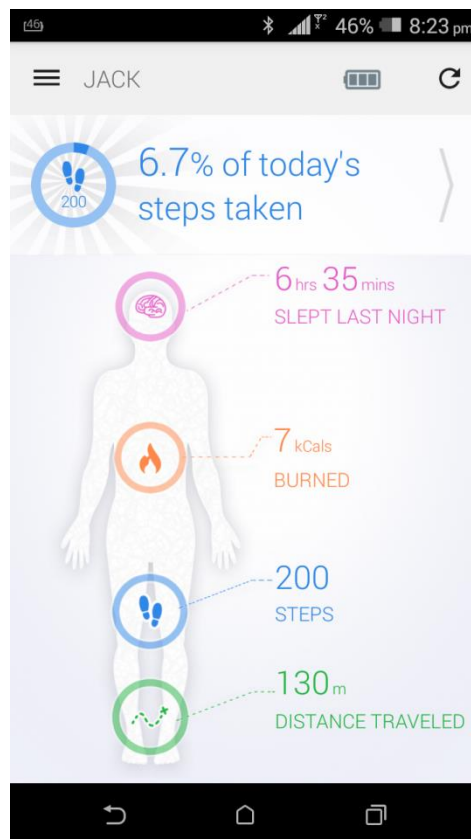 46 46% 8:23 pm
JACK
6.7% of today's
steps taken
200
6 hrs 35 mins
SLEPT LAST NIGHT
7 kCals
BURNED
200
STEPS
130 m
DISTANCE TRAVELED